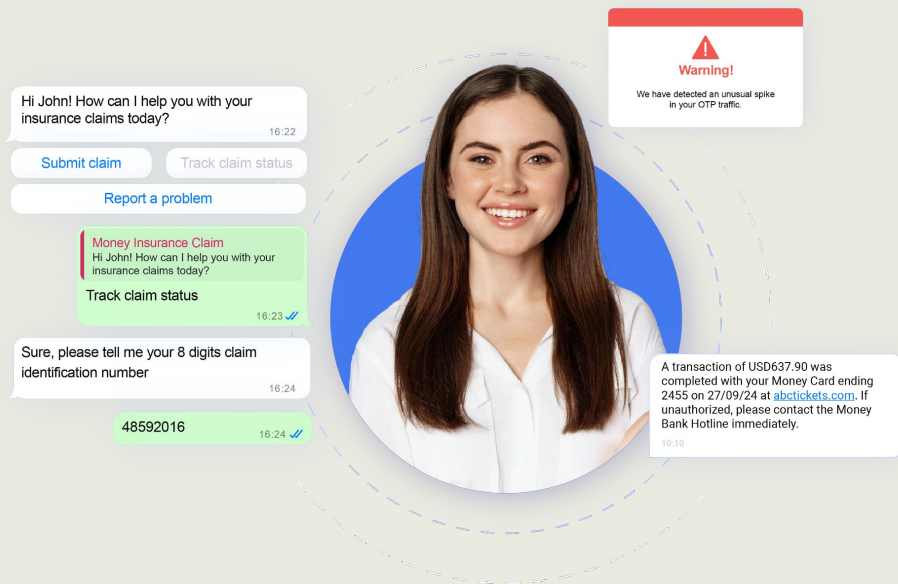 Hi John! How can I help you with your
insurance claims today?
16:22
Submit claim
Track claim status
Report a problem
Money Insurance Claim
Hi John! How can I help you with your
insurance claims today?
Track claim status
16:23
Sure, please tell me your 8 digits claim
identification number
16:24
48592016
16:24
Warning!
We have detected an unusual spike
in your OTP traffic.
A transaction of USD637.90 was
completed with your Money Card ending
2455 on 27/09/24 at abctickets.com. If
unauthorized, please contact the Money
Bank Hotline immediately.
10:10